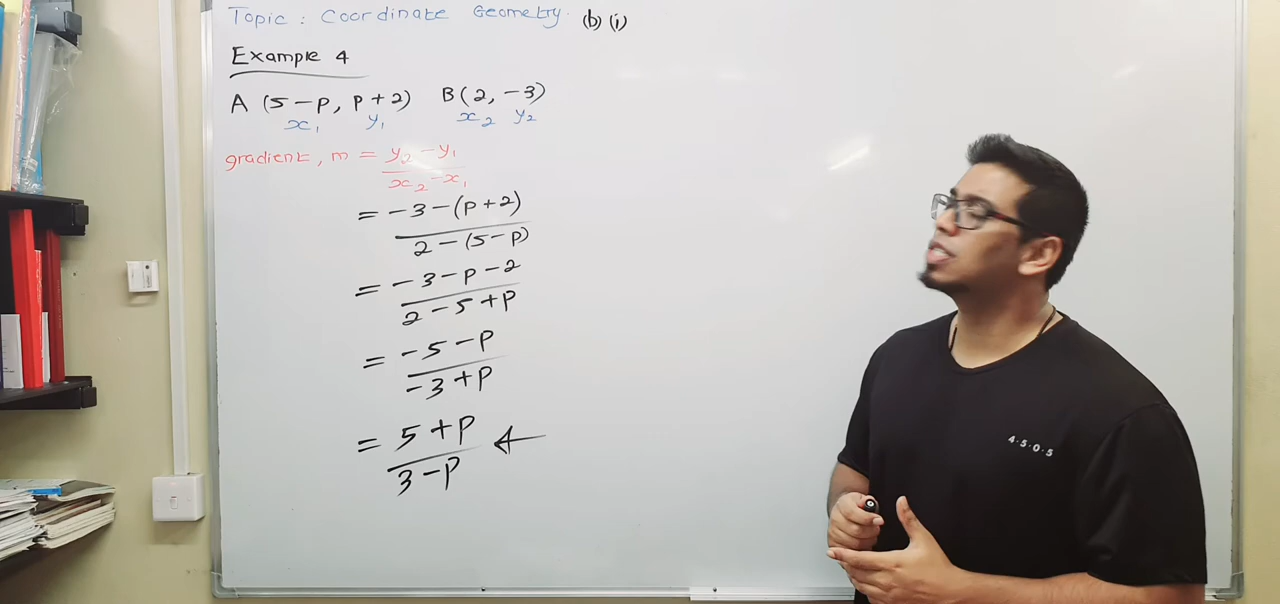 Topic : Coordinate Geometry. (b) (i)
Example 4
A (5-p, p+2) B(2, -3)
x₁ y₁ x₂ y₂
gradient, m = y₂-y₁
x₂-x₁
= -3-(p+2)
2-(5-p)
= -3-p-2
2-5+p
= -5-p
-3+p
= 5+p
3-p
4·5·0·5